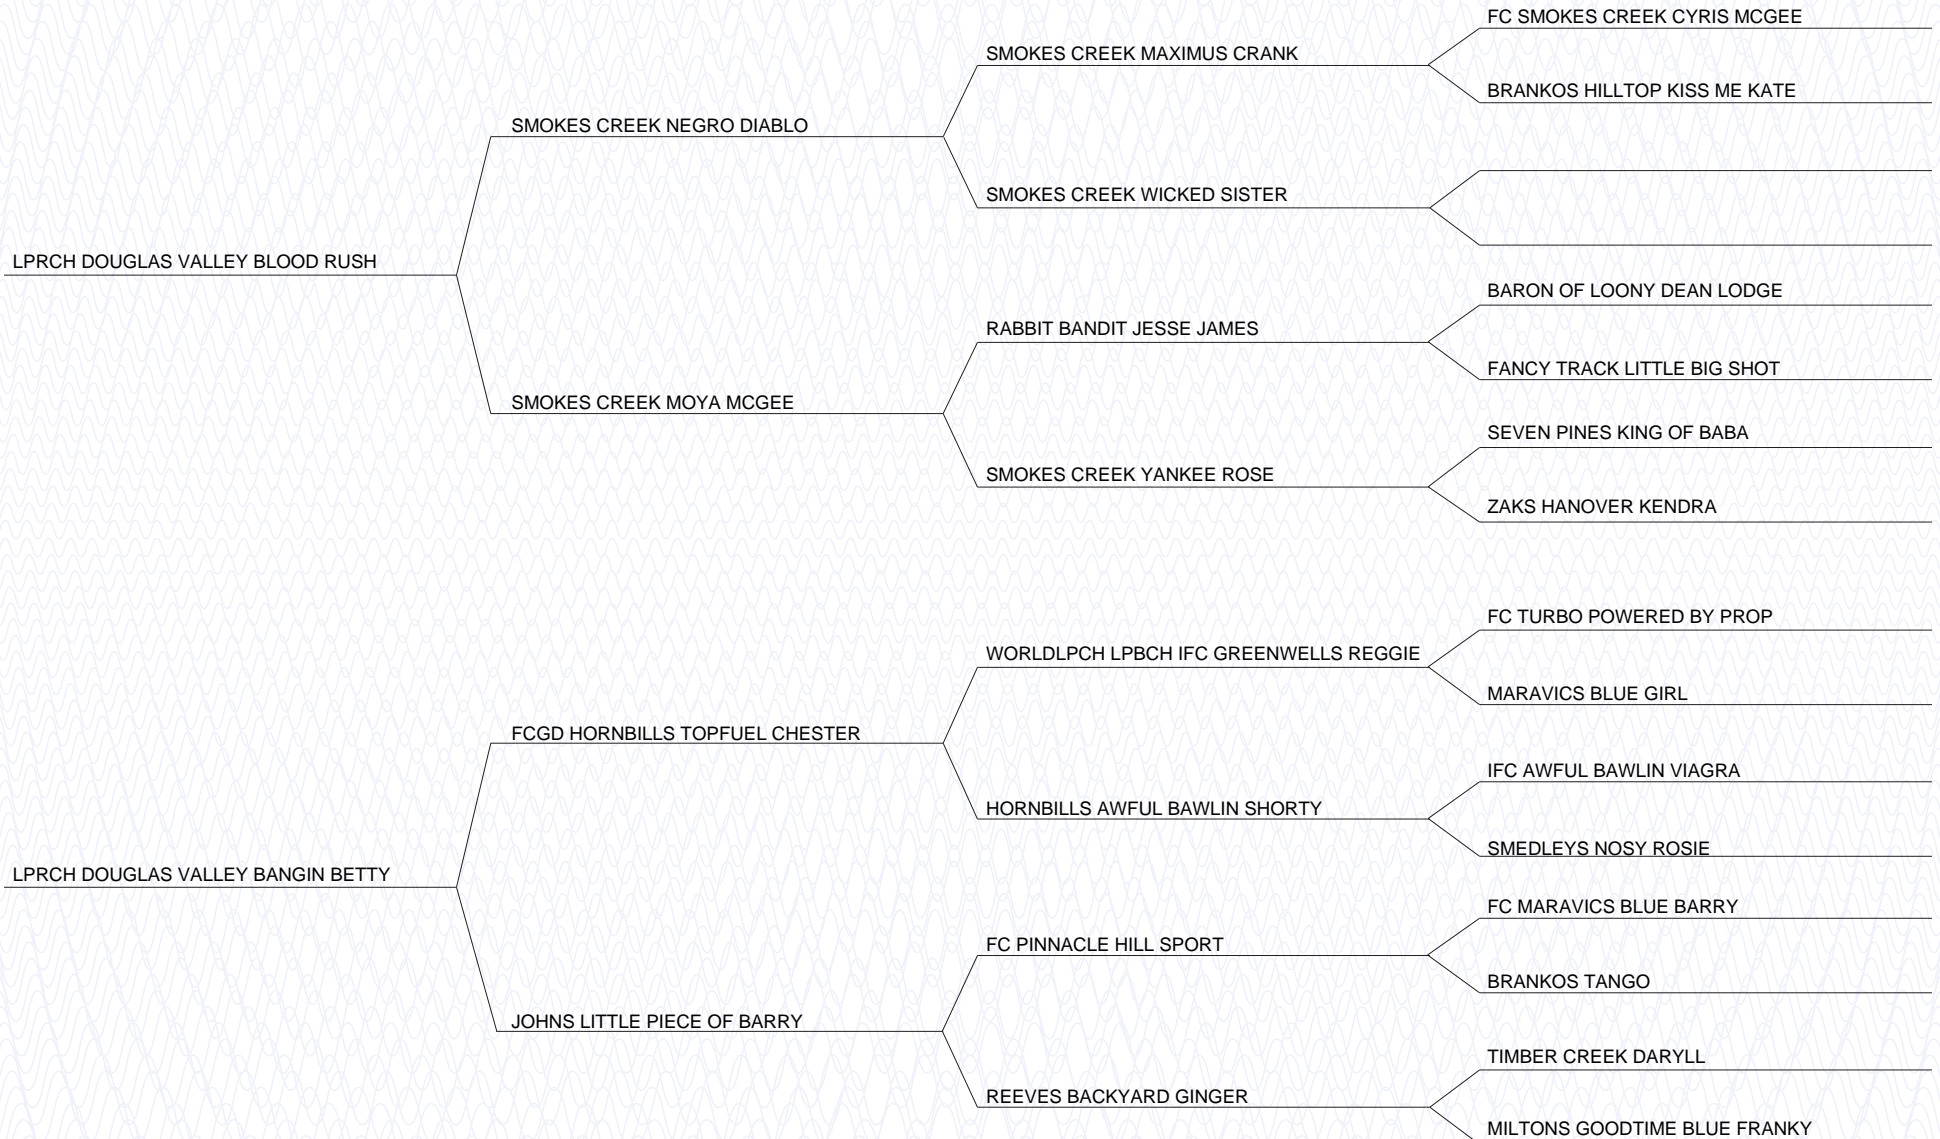 FC SMOKES CREEK CYRIS MCGEE
SMOKES CREEK MAXIMUS CRANK
BRANKOS HILLTOP KISS ME KATE
SMOKES CREEK NEGRO DIABLO
SMOKES CREEK WICKED SISTER
LPRCH DOUGLAS VALLEY BLOOD RUSH
BARON OF LOONY DEAN LODGE
RABBIT BANDIT JESSE JAMES
FANCY TRACK LITTLE BIG SHOT
SMOKES CREEK MOYA MCGEE
SEVEN PINES KING OF BABA
SMOKES CREEK YANKEE ROSE
ZAKS HANOVER KENDRA
FC TURBO POWERED BY PROP
WORLDLPCH LPBCH IFC GREENWELLS REGGIE
MARAVICS BLUE GIRL
FCGD HORNBILLS TOPFUEL CHESTER
IFC AWFUL BAWLIN VIAGRA
HORNBILLS AWFUL BAWLIN SHORTY
SMEDLEYS NOSY ROSIE
LPRCH DOUGLAS VALLEY BANGIN BETTY
FC MARAVICS BLUE BARRY
FC PINNACLE HILL SPORT
BRANKOS TANGO
JOHNS LITTLE PIECE OF BARRY
TIMBER CREEK DARYLL
REEVES BACKYARD GINGER
MILTONS GOODTIME BLUE FRANKY